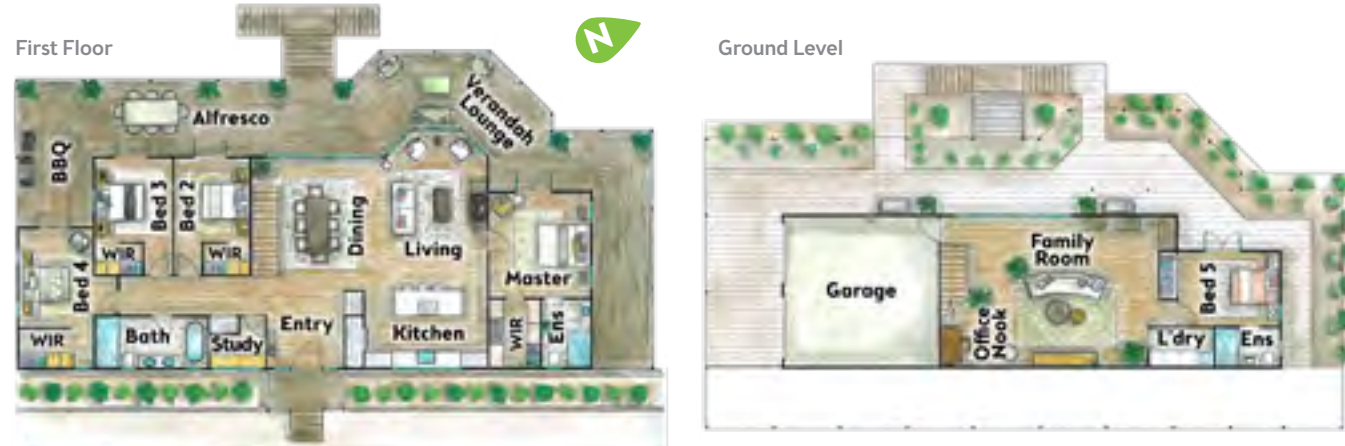 First Floor
N
Ground Level
Alfresco
Verandah
Lounge
BBQ
Bed 3
Bed 2
Dining
Living
WIR
WIR
Master
Bed 4
Entry
Kitchen
WIR
Bath
Study
WIR
Ens
Family
Room
Garage
Bed 5
Office
Nook
L'dry
Ens